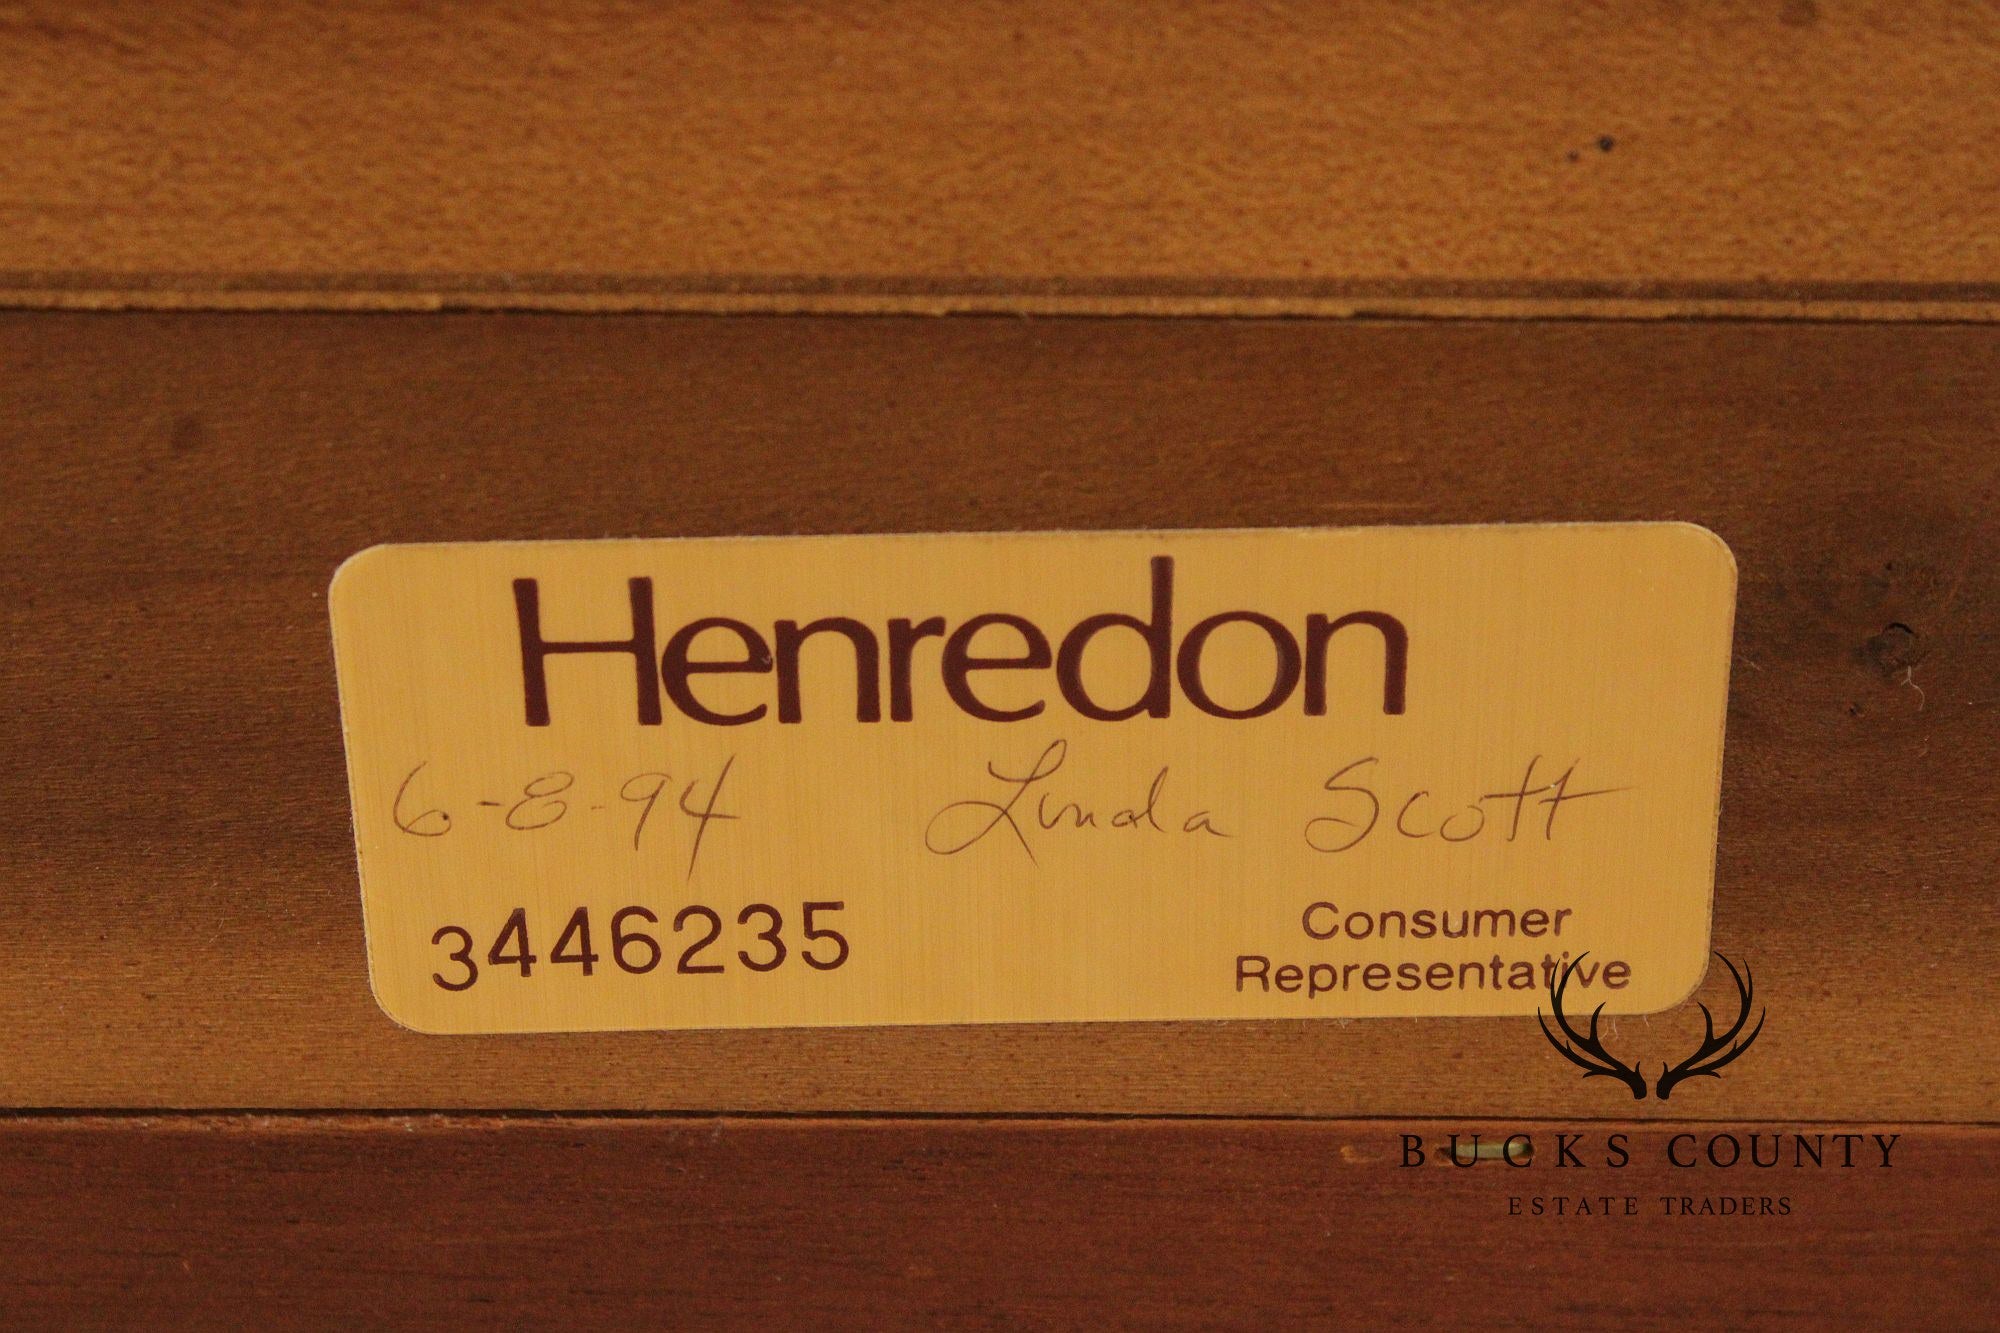 Henredon
6-8-94 Linda Scott
3446235
Consumer
Representative
BUCKS COUNTY
ESTATE TRADERS